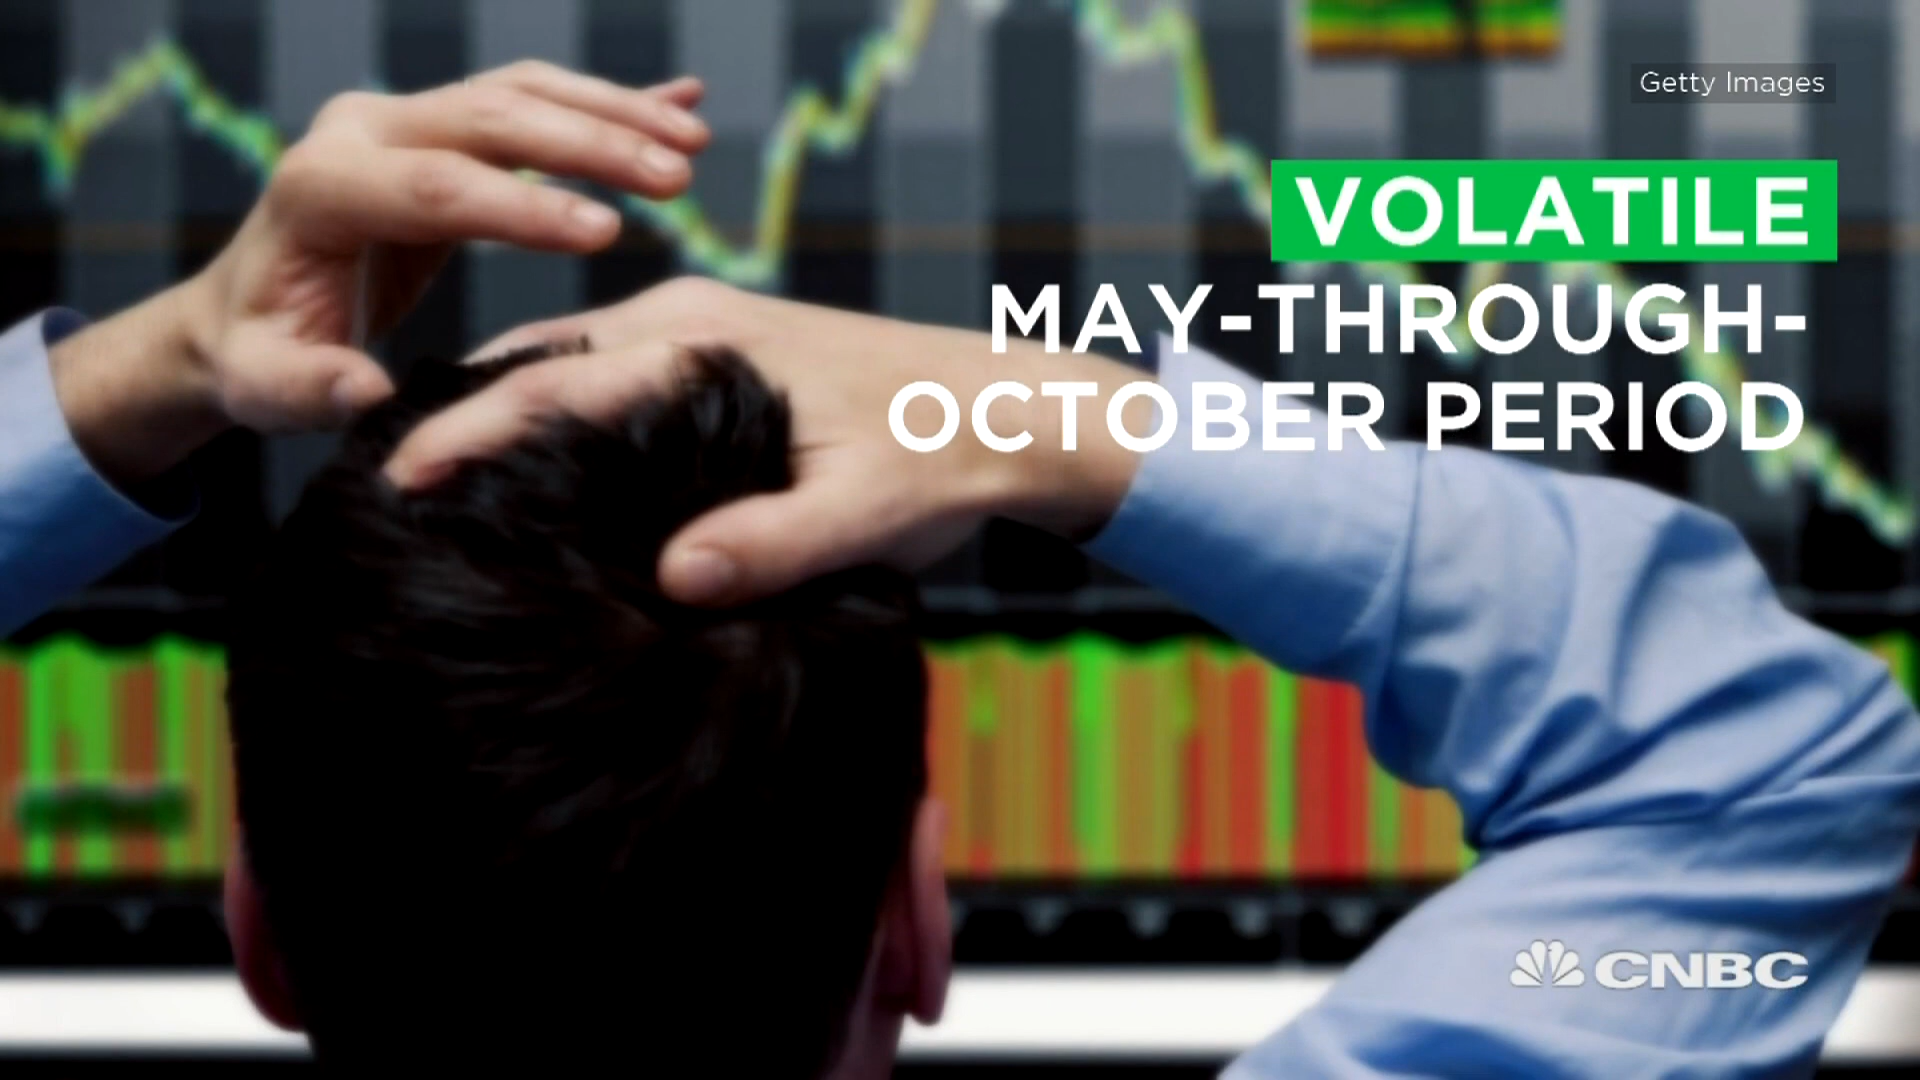 Getty Images
VOLATILE
MAY-THROUGH-
OCTOBER PERIOD
CNBC